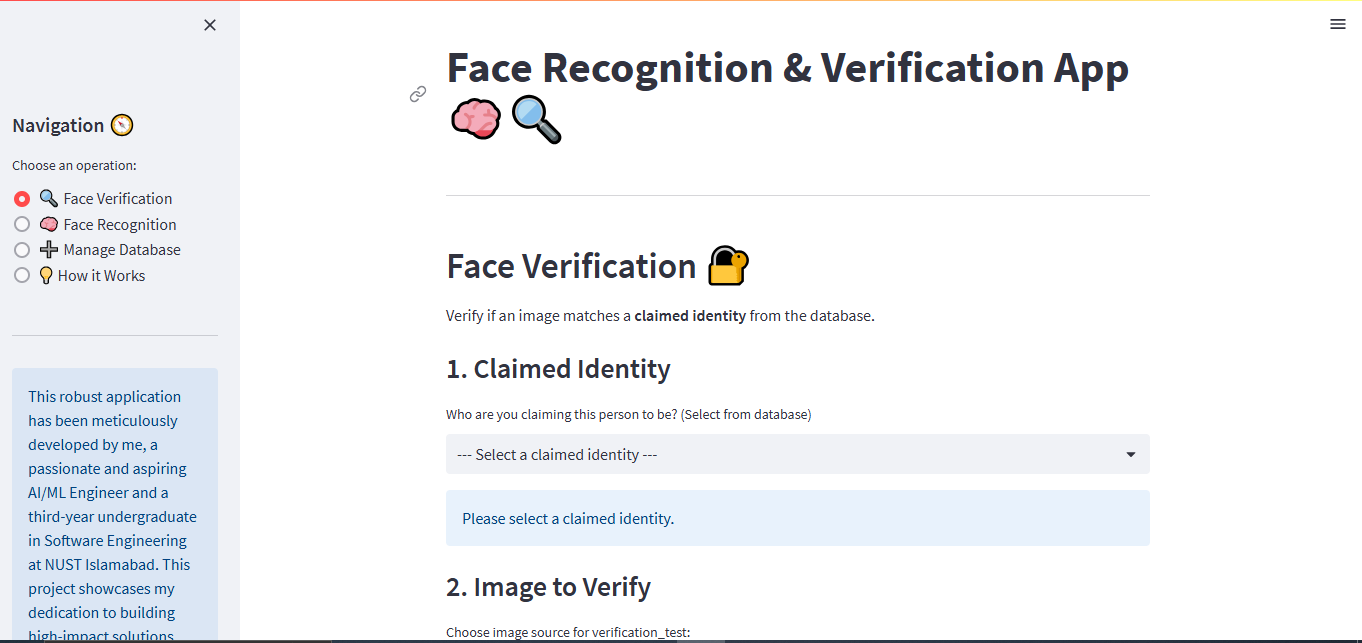 Navigation
Choose an operation:
Face Verification
Face Recognition
Manage Database
How it Works
This robust application
has been meticulously
developed by me, a
passionate and aspiring
AI/ML Engineer and a
third-year undergraduate
in Software Engineering
at NUST Islamabad. This
project showcases my
dedication to building
high-impact solutions
Face Recognition & Verification App
Face Verification
Verify if an image matches a claimed identity from the database.
1. Claimed Identity
Who are you claiming this person to be? (Select from database)
--- Select a claimed identity ---
Please select a claimed identity.
2. Image to Verify
Choose image source for verification_test: